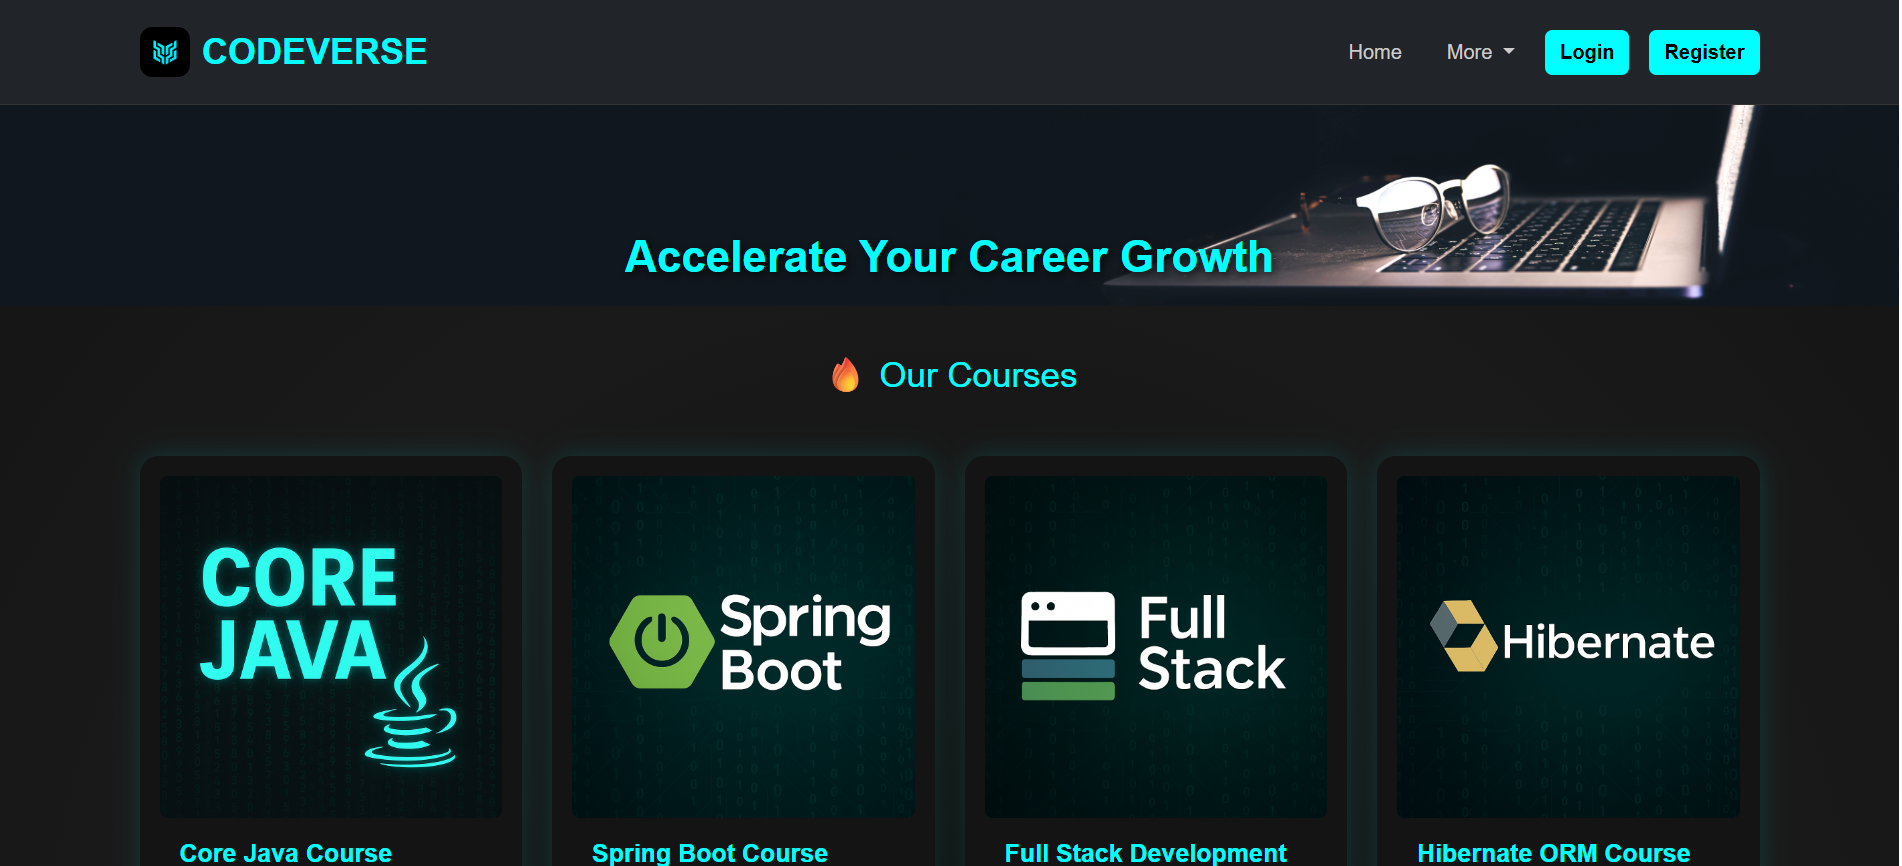 CODEVERSE
Home
More
Login
Register
Accelerate Your Career Growth
Our Courses
CORE
JAVA
Spring
Boot
Full
Stack
Hibernate
Core Java Course
Spring Boot Course
Full Stack Development
Hibernate ORM Course